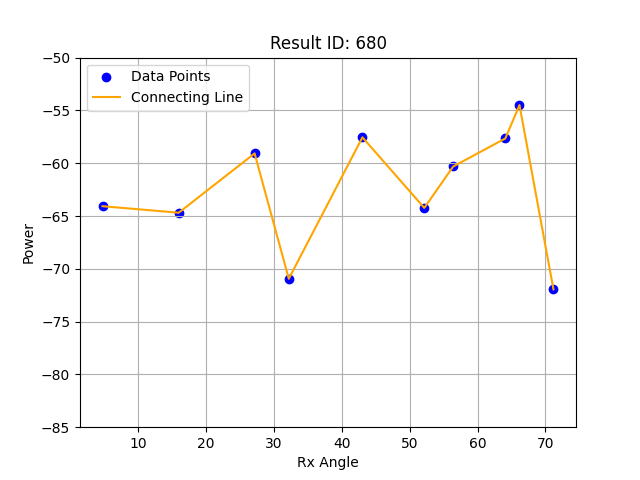 Result ID: 680
Data Points
Connecting Line
−50
−55
−60
−65
−70
−75
−80
−85
Power
10 20 30 40 50 60 70
Rx Angle